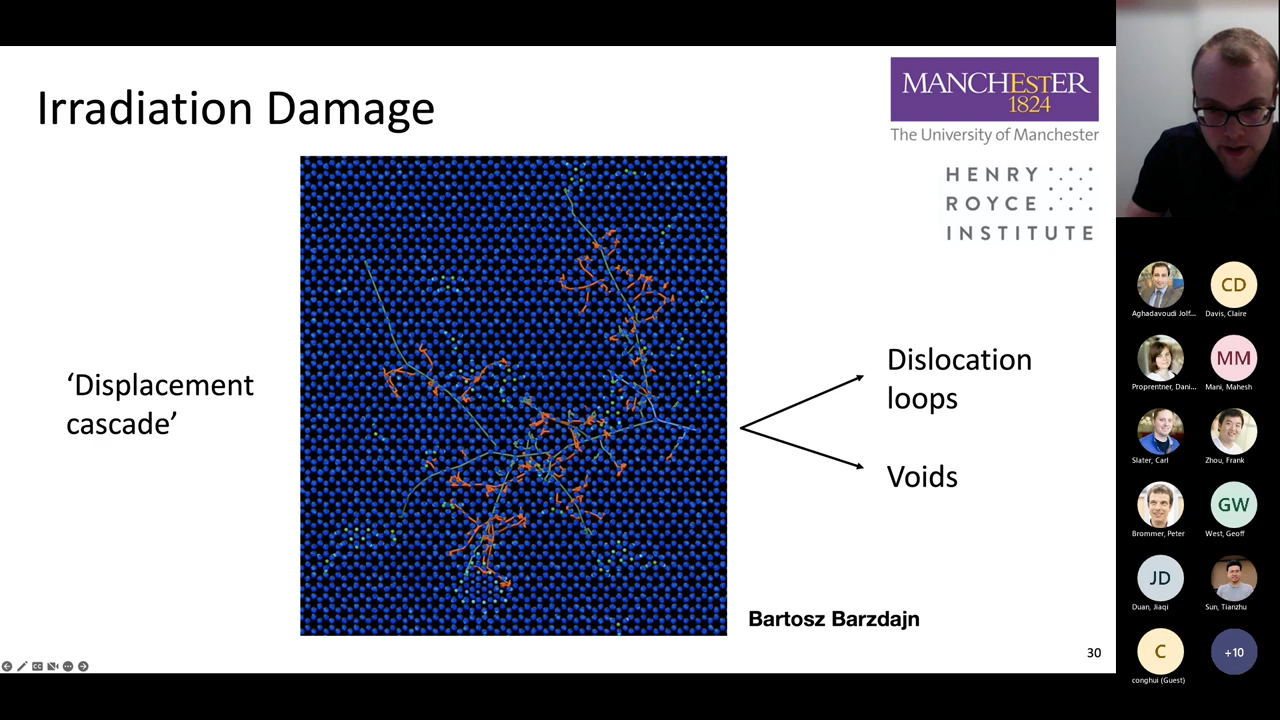 Irradiation Damage
MANCHESTER
1824
The University of Manchester
HENRY
ROYCE
INSTITUTE
‘Displacement
cascade’
Dislocation
loops
Voids
Bartosz Barzdajn
30
Aghadavoudi Jolf...
CD
Davis, Claire
Proprentner, Dani...
MM
Mani, Mahesh
Slater, Carl
Zhou, Frank
Brommer, Peter
GW
West, Geoff
JD
Duan, Jiaqi
Sun, Tianzhu
C
conghui (Guest)
+10